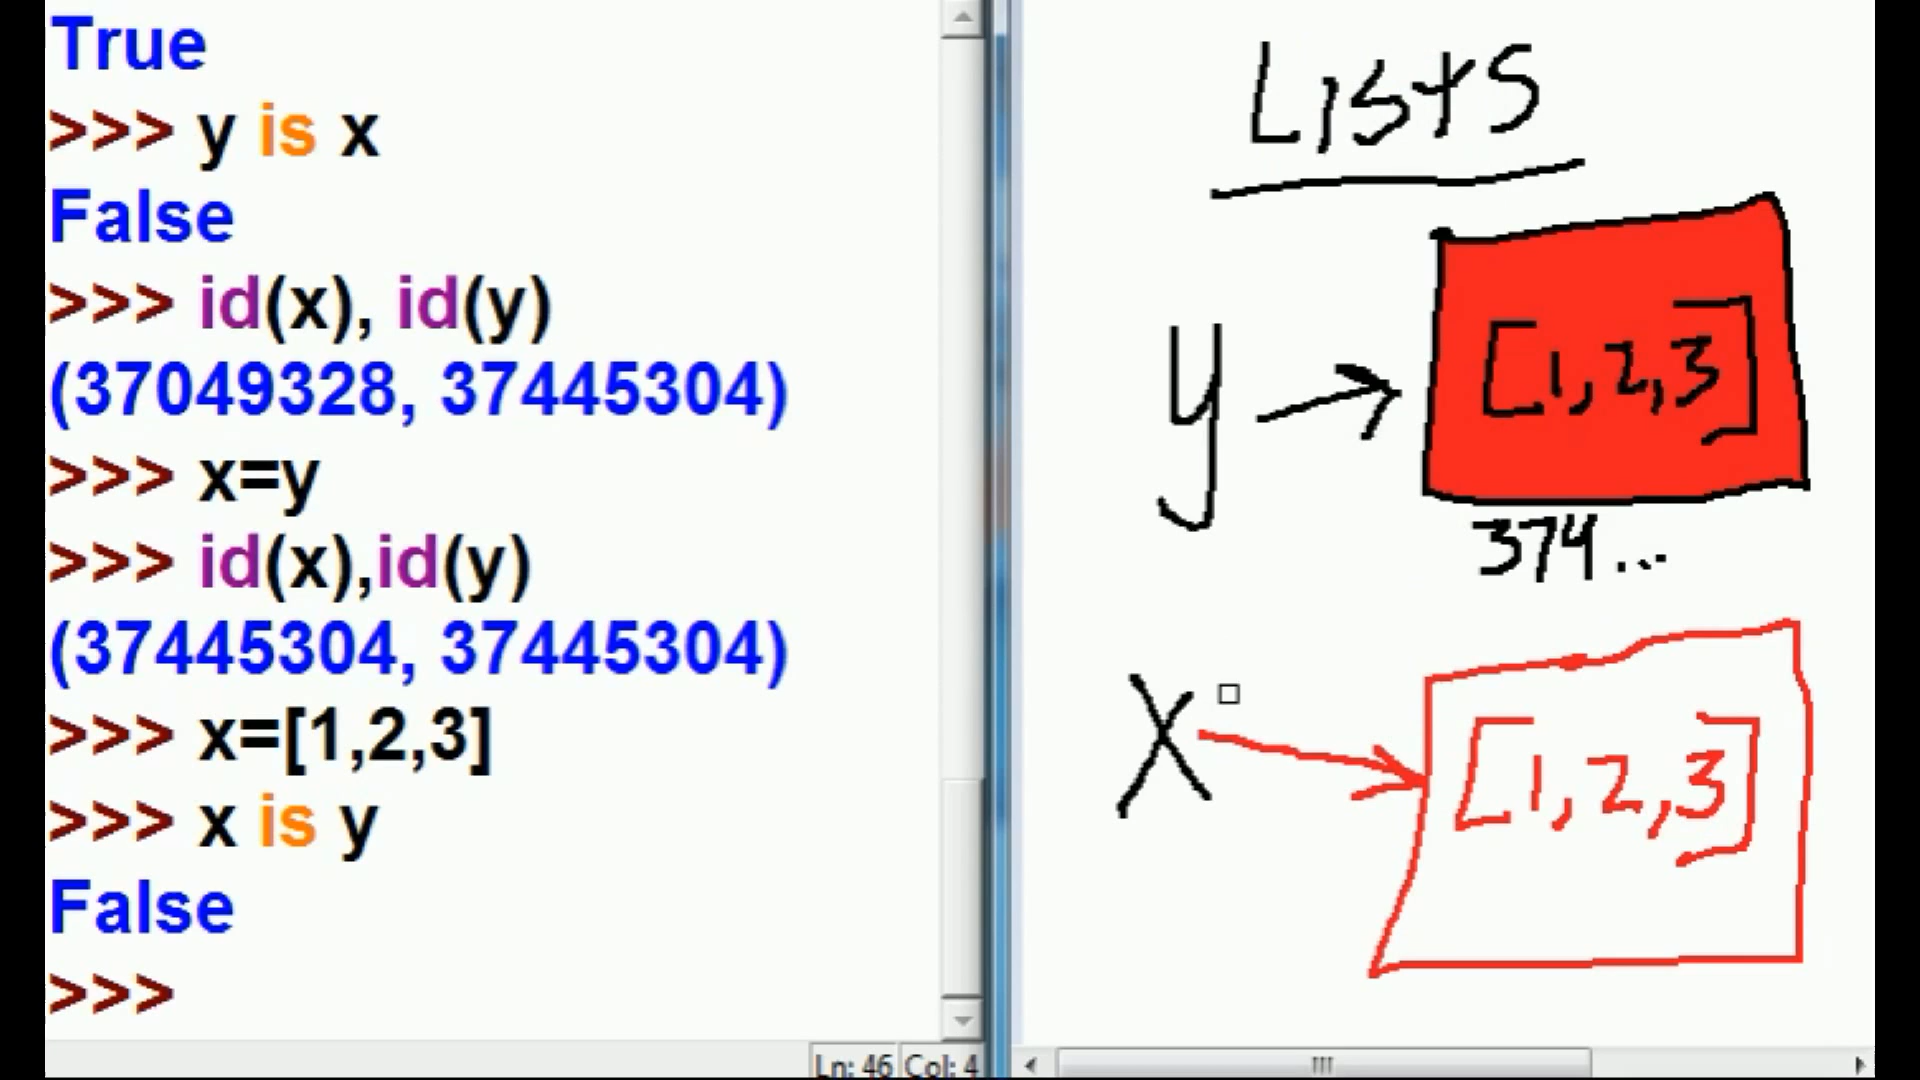 True
>>> y is x
False
>>> id(x), id(y)
(37049328, 37445304)
>>> x=y
>>> id(x),id(y)
(37445304, 37445304)
>>> x=[1,2,3]
>>> x is y
False
>>>
Ln: 46 Col: 4
Lists
y
[1,2,3]
374...
X
[1,2,3]